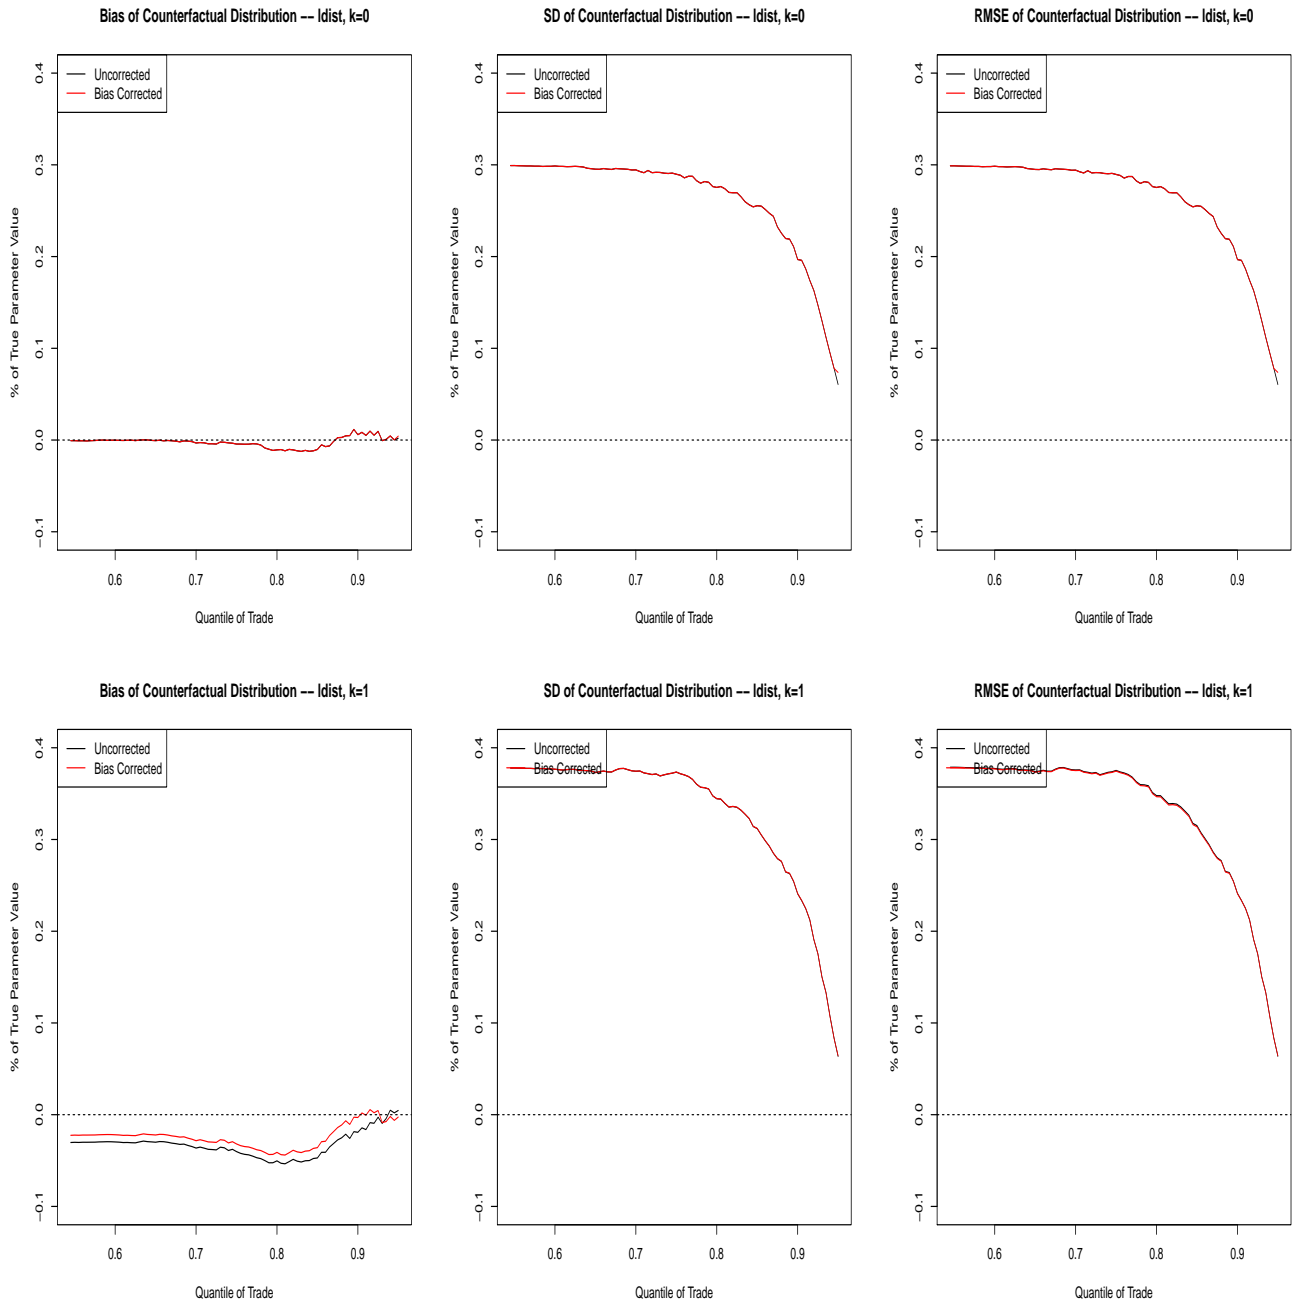 Bias of Counterfactual Distribution −− ldist, k=0
Uncorrected
Bias Corrected
% of True Parameter Value
−0.1 0.0 0.1 0.2 0.3 0.4
0.6 0.7 0.8 0.9
Quantile of Trade
SD of Counterfactual Distribution −− ldist, k=0
Uncorrected
Bias Corrected
% of True Parameter Value
−0.1 0.0 0.1 0.2 0.3 0.4
0.6 0.7 0.8 0.9
Quantile of Trade
RMSE of Counterfactual Distribution −− ldist, k=0
Uncorrected
Bias Corrected
% of True Parameter Value
−0.1 0.0 0.1 0.2 0.3 0.4
0.6 0.7 0.8 0.9
Quantile of Trade
Bias of Counterfactual Distribution −− ldist, k=1
Uncorrected
Bias Corrected
% of True Parameter Value
−0.1 0.0 0.1 0.2 0.3 0.4
0.6 0.7 0.8 0.9
Quantile of Trade
SD of Counterfactual Distribution −− ldist, k=1
Uncorrected
Bias Corrected
% of True Parameter Value
−0.1 0.0 0.1 0.2 0.3 0.4
0.6 0.7 0.8 0.9
Quantile of Trade
RMSE of Counterfactual Distribution −− ldist, k=1
Uncorrected
Bias Corrected
% of True Parameter Value
−0.1 0.0 0.1 0.2 0.3 0.4
0.6 0.7 0.8 0.9
Quantile of Trade